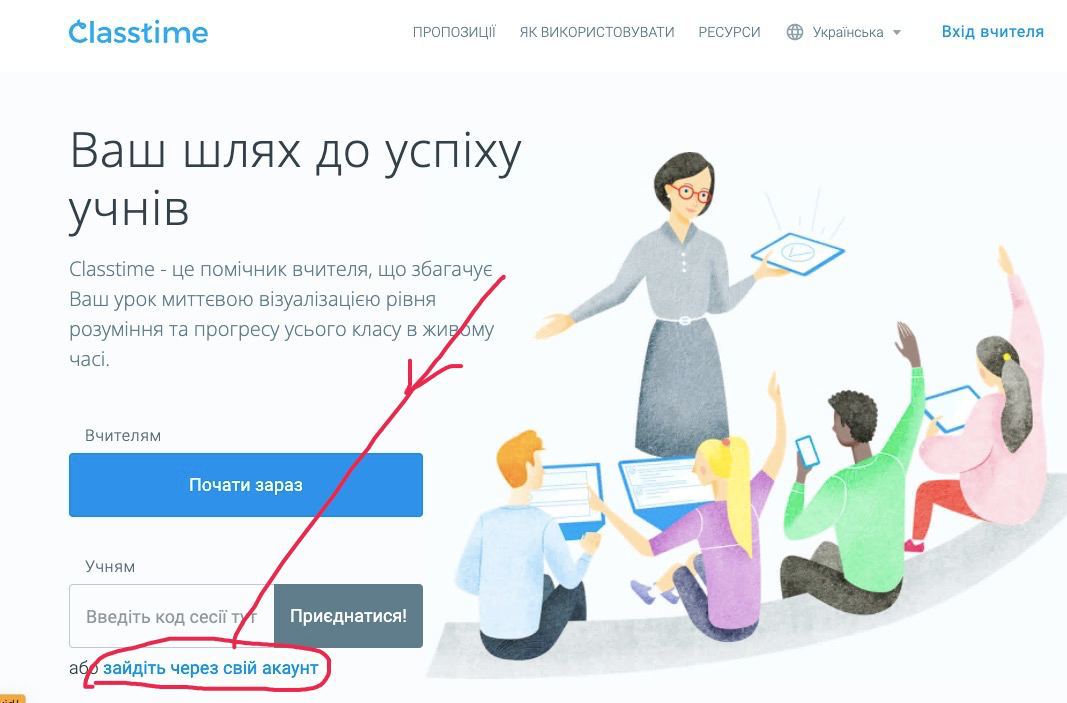 Classtime
ПРОПОЗИЦІЇ ЯК ВИКОРИСТОВУВАТИ РЕСУРСИ Українська Вхід вчителя
Ваш шлях до успіху
учнів
Classtime - це помічник вчителя, що збагачує
Ваш урок миттєвою візуалізацією рівня
розуміння та прогресу усього класу в живому
часі.
Вчителям
Почати зараз
Учням
Введіть код сесії тут Приєднатися!
або зайдіть через свій акаунт